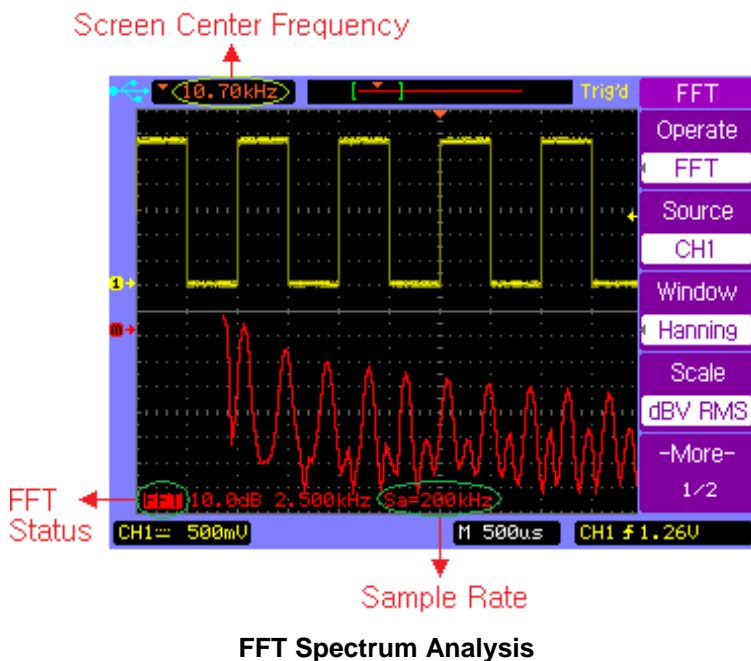 Screen Center Frequency
10.70kHz
Trig'd
FFT
Operate
FFT
Source
CH1
Window
Hanning
Scale
dBV RMS
-More-
1/2
1
m
FFT Status
FFT 10.0dB 2.500kHz Sa=200kHz
CH1 500mV
M 500us
CH1 1.26V
Sample Rate
FFT Spectrum Analysis